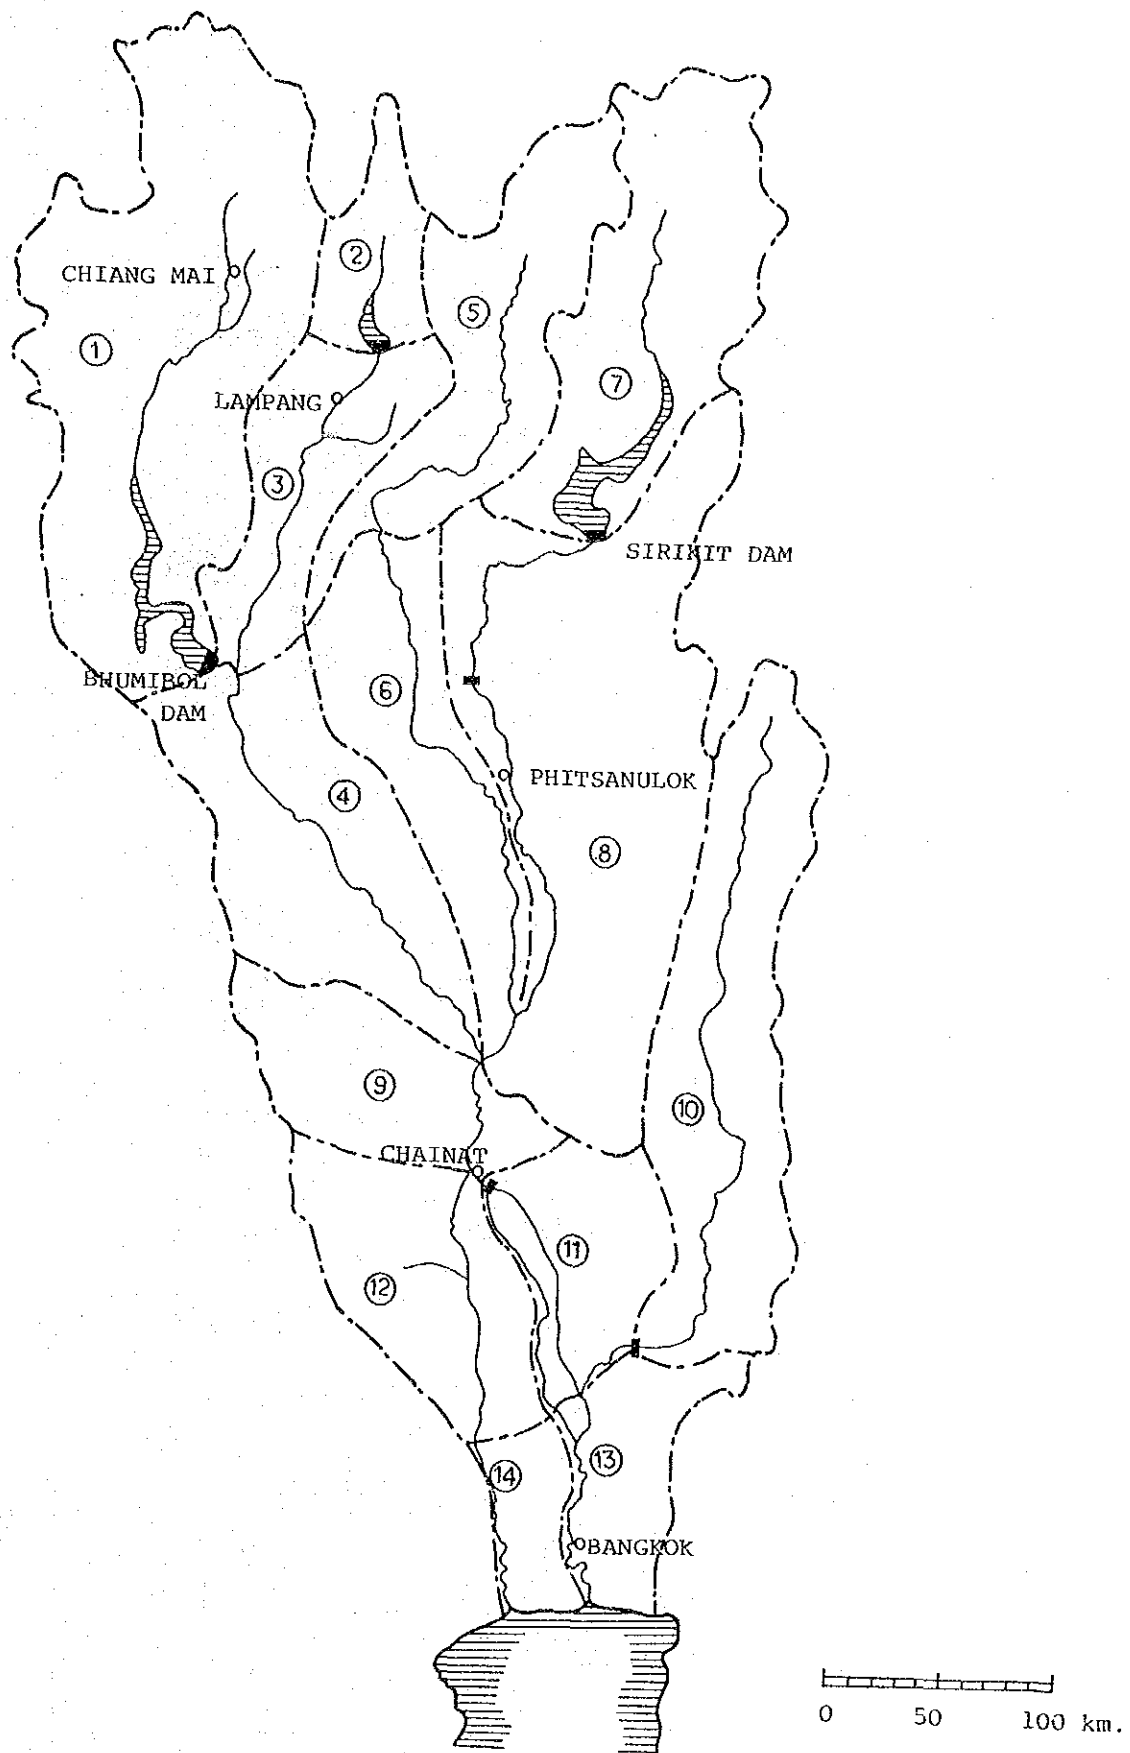 ②
CHIANG MAI
⑤
①
⑦
LAMPANG
③
SIRIKIT DAM
BHUMIBOL
DAM
⑥
PHITSANULOK
④
⑧
⑨
⑩
CHAINAT
⑪
⑫
⑬
⑭
BANGKOK
0 50 100 km.